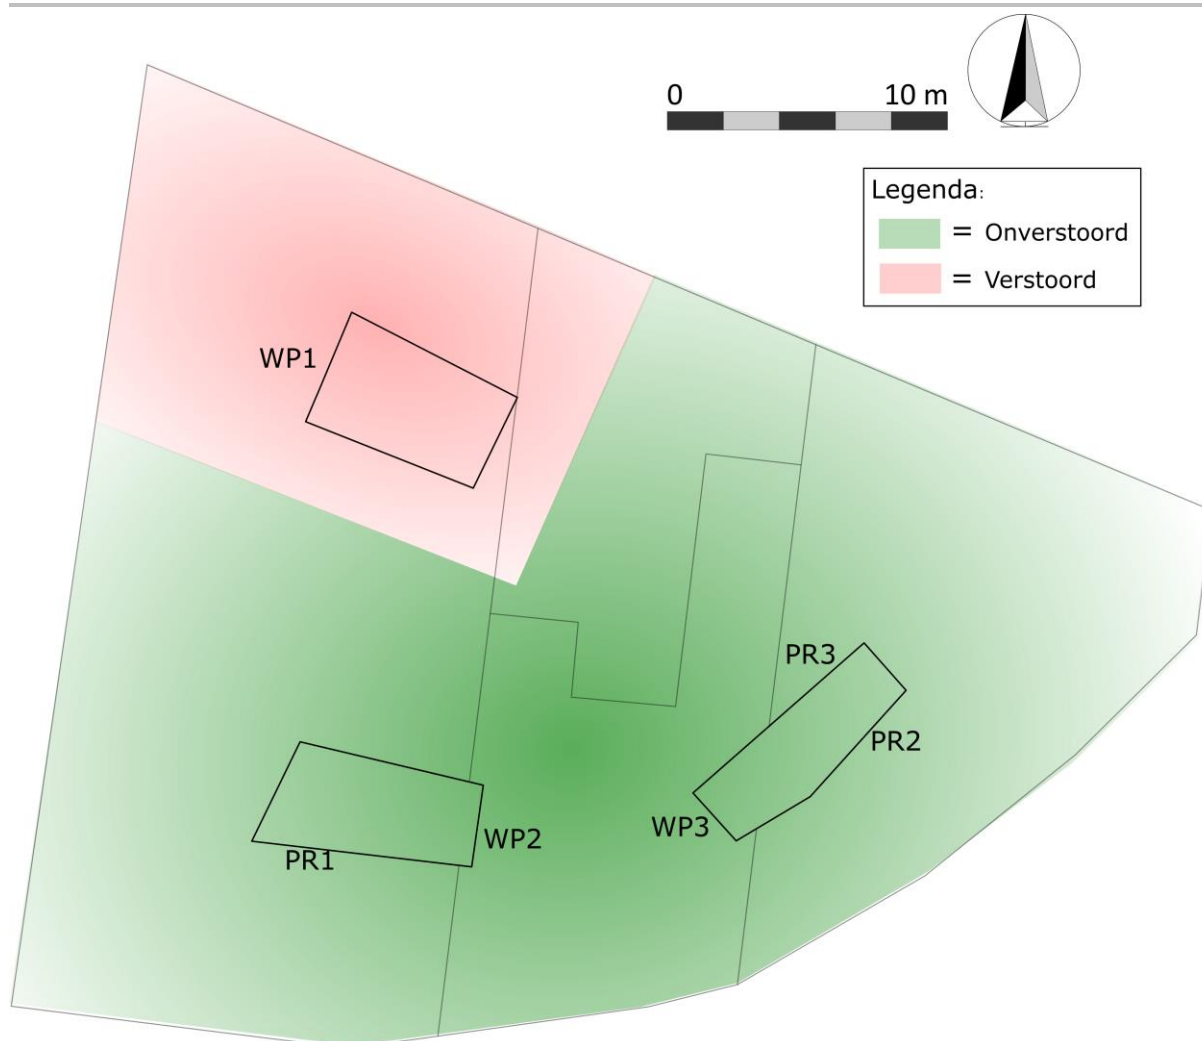 0 10 m
Legenda:
= Onverstoord
= Verstoord
WP1
PR3
PR2
WP3
WP2
PR1